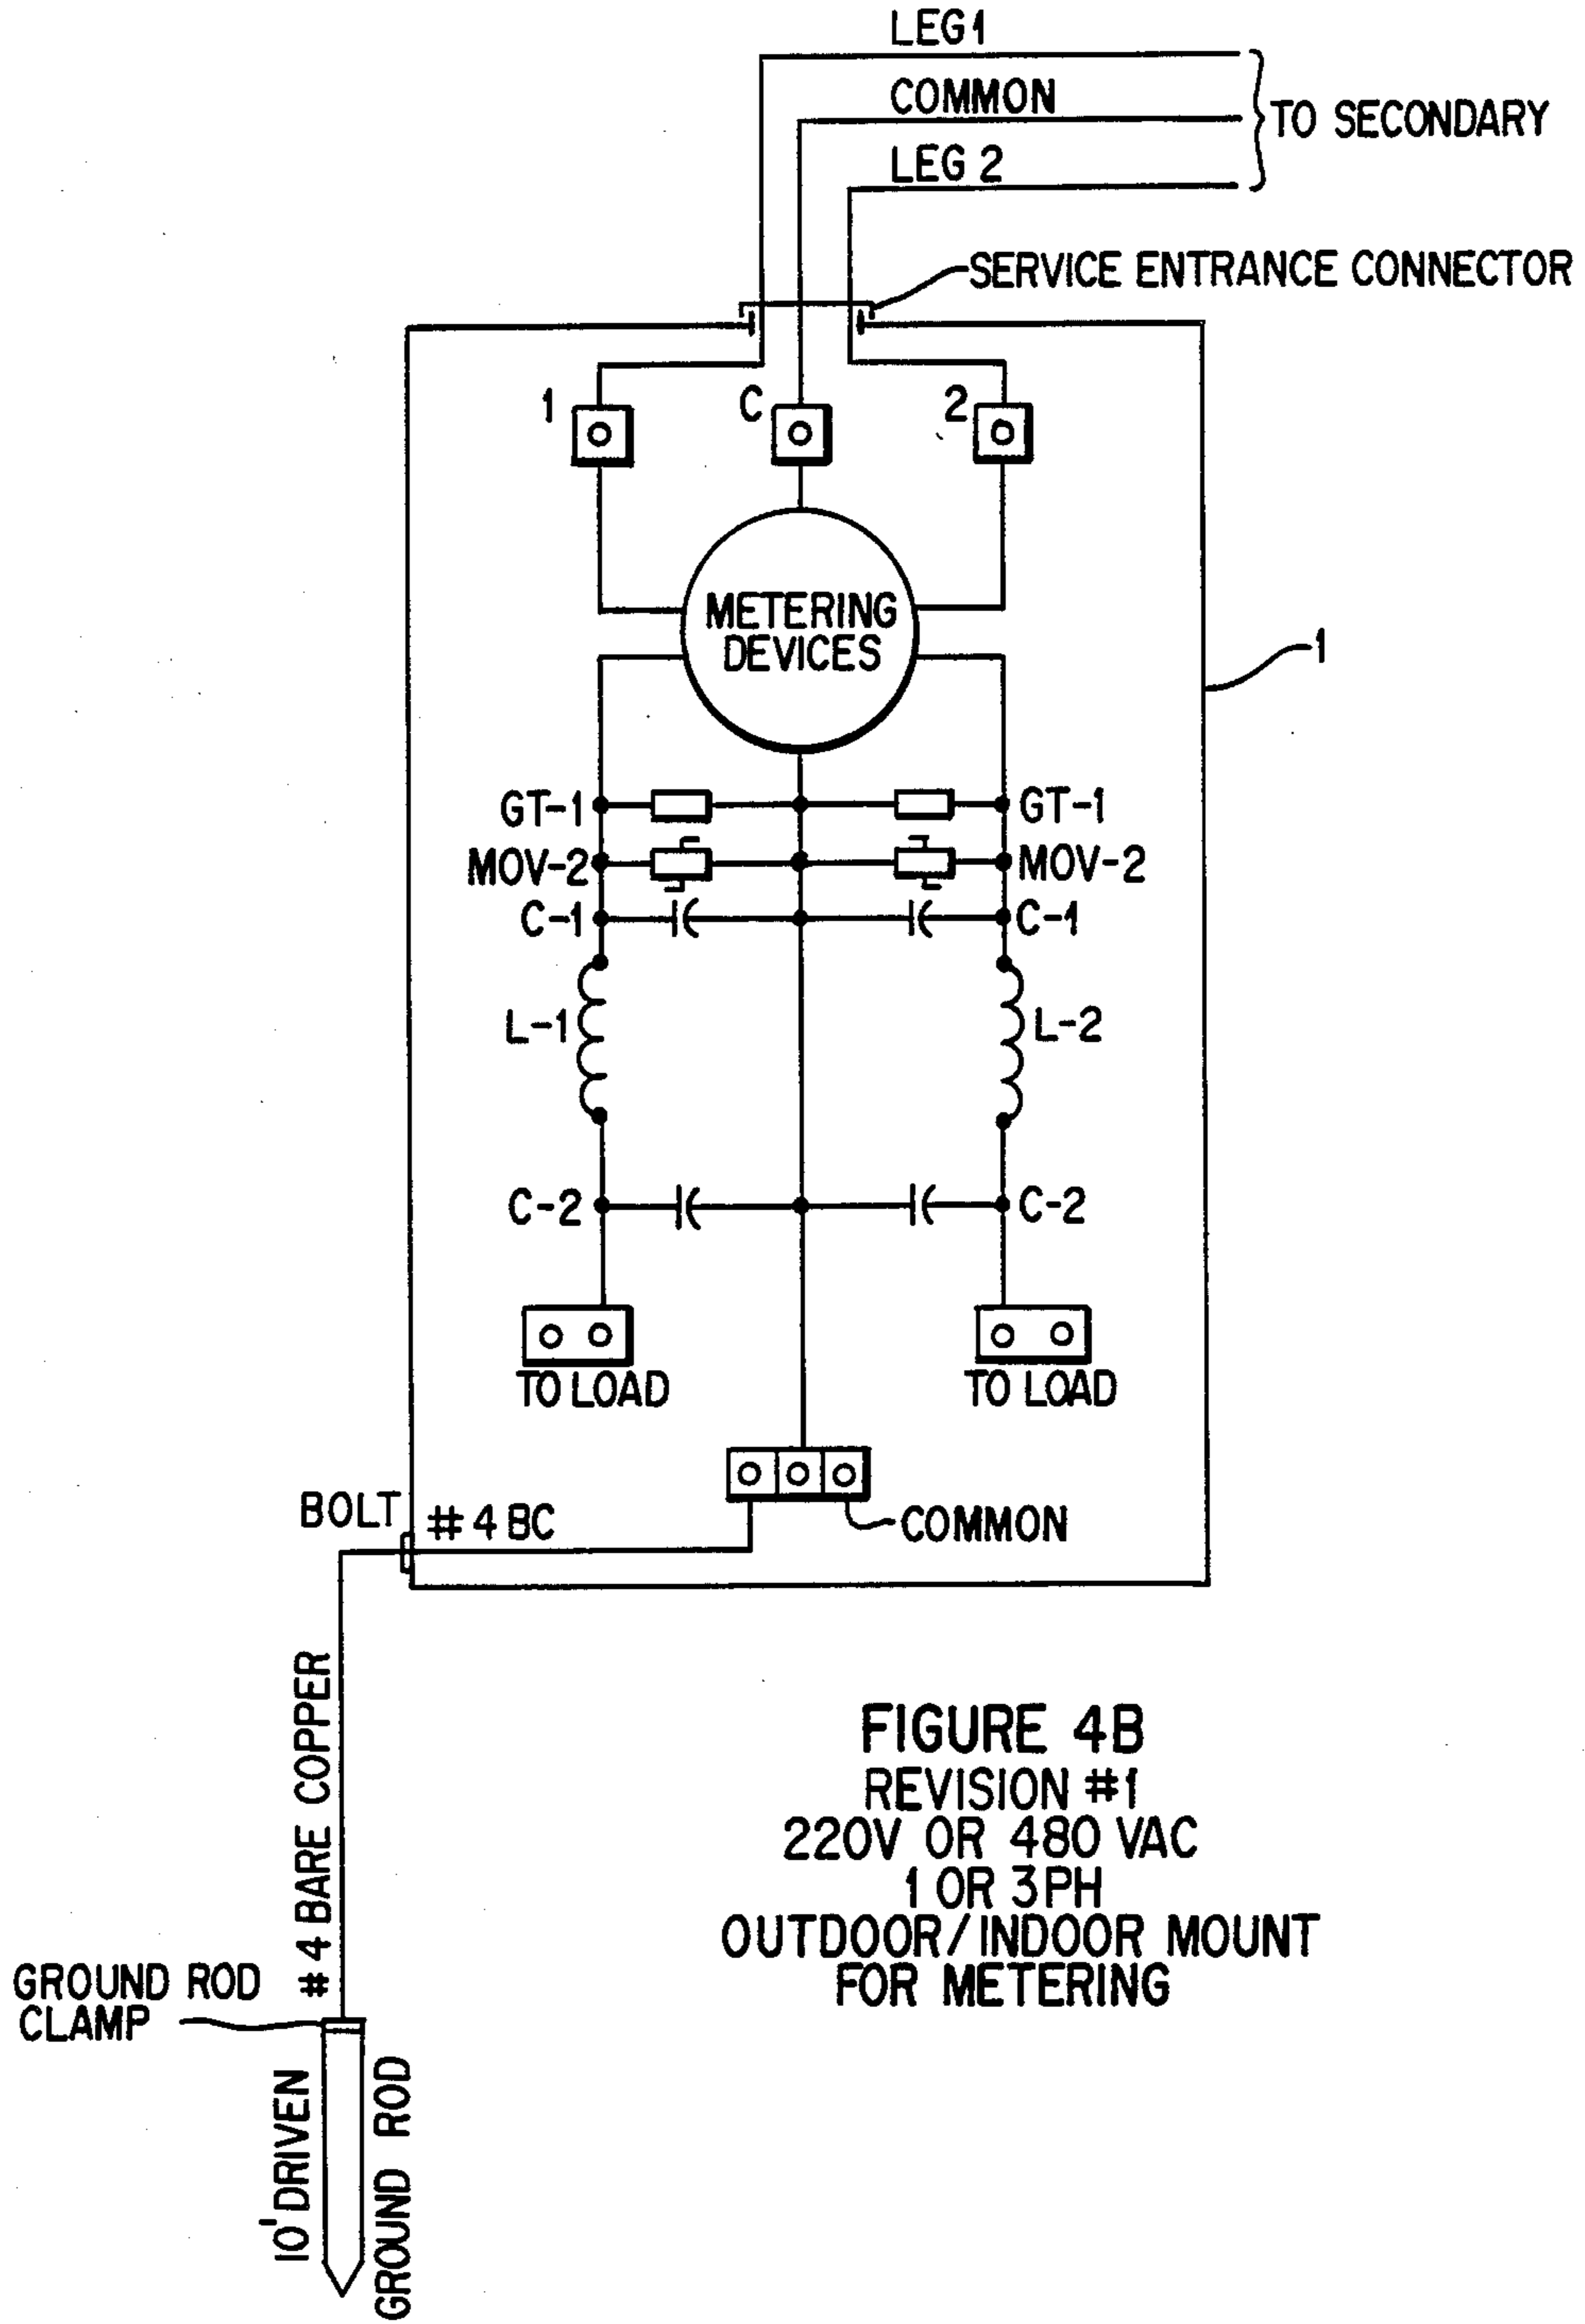 LEG 1
COMMON
TO SECONDARY
LEG 2
SERVICE ENTRANCE CONNECTOR
1
C
2
METERING
DEVICES
1
GT-1
GT-1
MOV-2
MOV-2
C-1
C-1
L-1
L-2
C-2
C-2
TO LOAD
TO LOAD
BOLT
# 4 BC
COMMON
# 4 BARE COPPER
GROUND ROD
CLAMP
10' DRIVEN
GROUND ROD
FIGURE 4B
REVISION #1
220V OR 480 VAC
1 OR 3PH
OUTDOOR/INDOOR MOUNT
FOR METERING